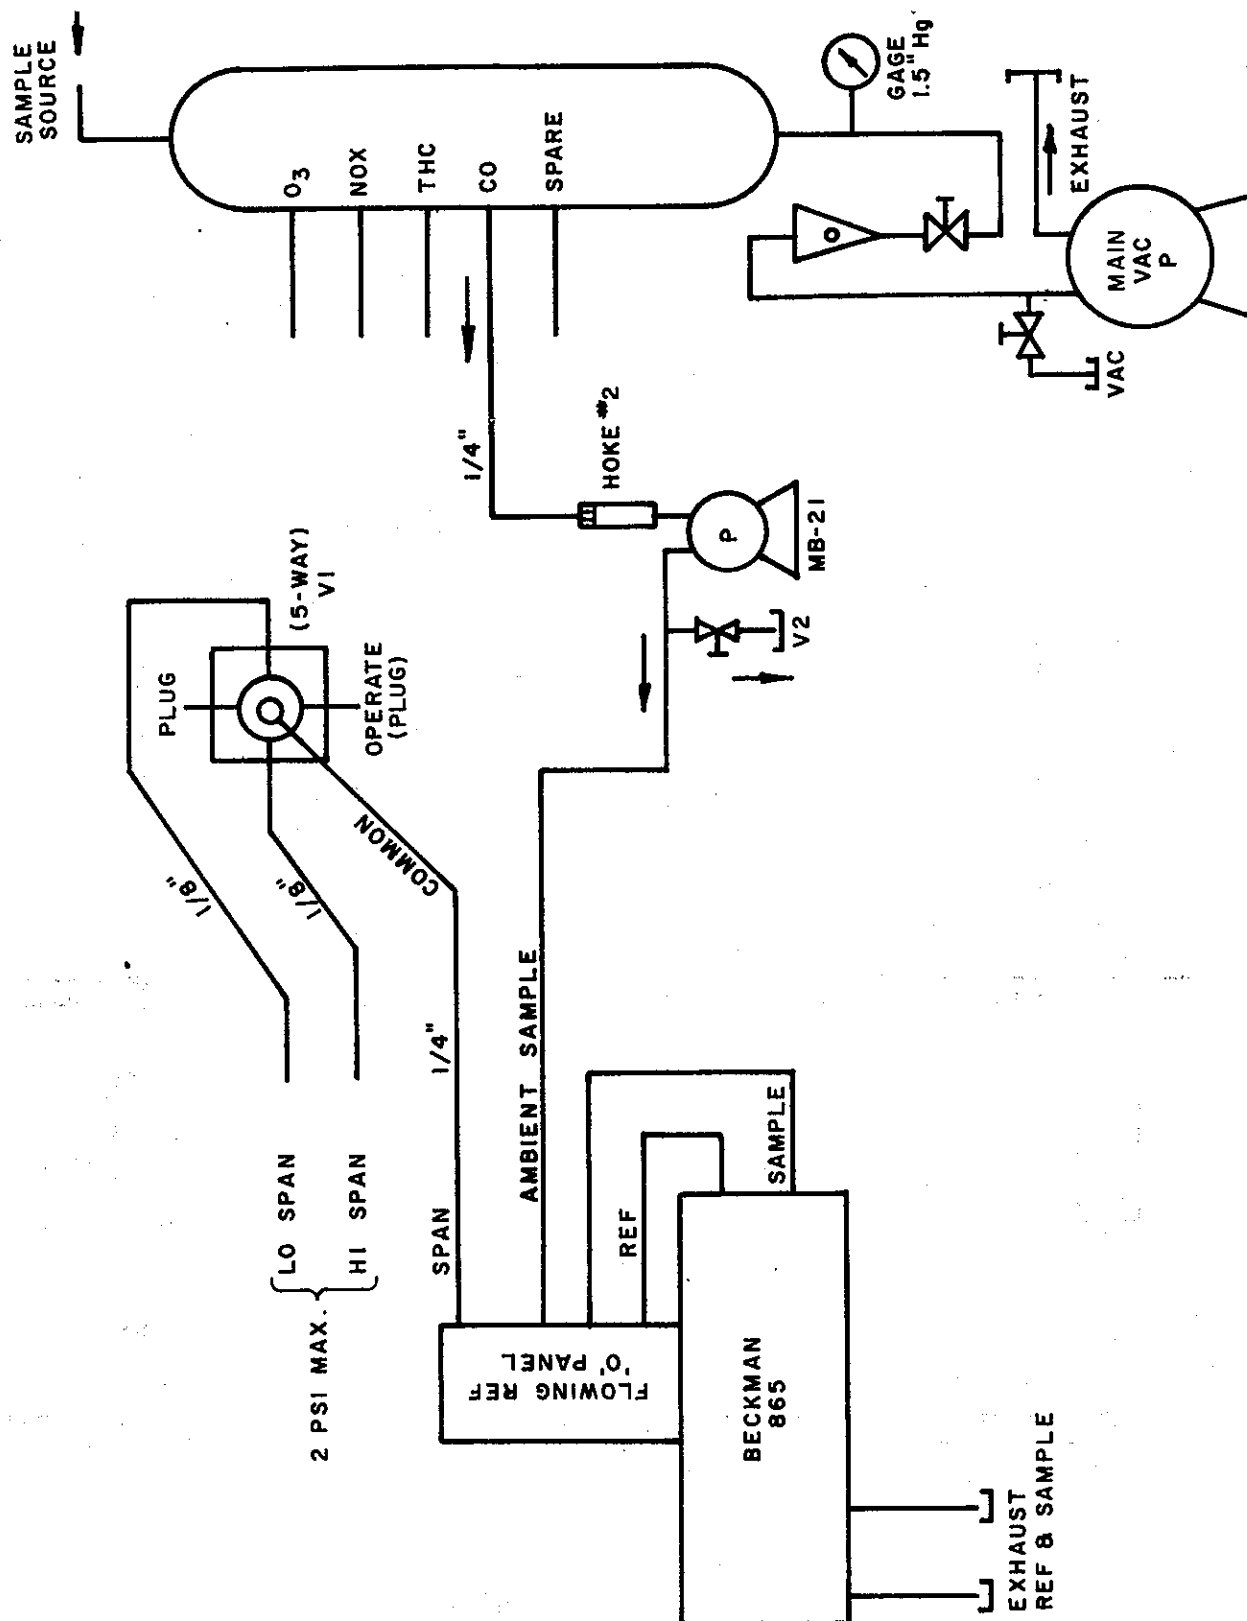 SAMPLE
SOURCE
O3
NOX
THC
CO
SPARE
GAGE
1.5" Hg
EXHAUST
MAIN
VAC
P
VAC
1/4"
HOKE #2
P
MB-21
V2
(5-WAY)
V1
PLUG
OPERATE
(PLUG)
COMMON
1/8"
1/8"
1/4"
LO SPAN
HI SPAN
2 PSI MAX.
SPAN
AMBIENT SAMPLE
REF
SAMPLE
FLOWING REF
'O' PANEL
BECKMAN
865
EXHAUST
REF & SAMPLE